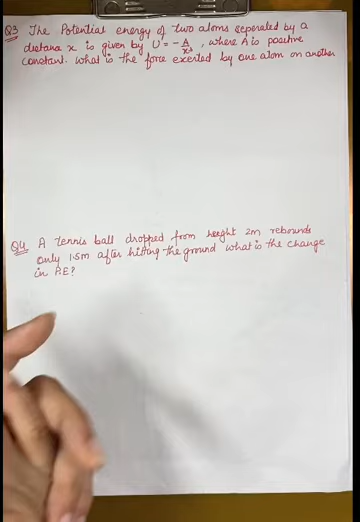 Q3 The Potential energy of two atoms seperated by a
distance x is given by U = -A/x⁶, where A is positive
constant. what is the force exerted by one atom on another
Q4. A tennis ball dropped from height 2m rebounds
only 1.5m after hitting the ground what is the change
in P.E?